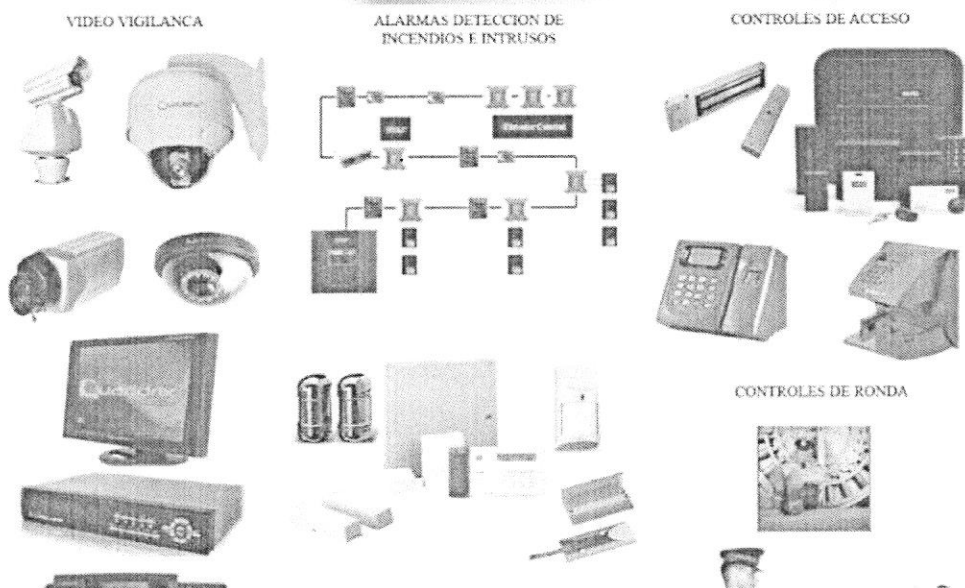 VIDEO VIGILANCA
ALARMAS DETECCION DE
INCENDIOS E INTRUSOS
CONTROLES DE ACCESO
CONTROLES DE RONDA